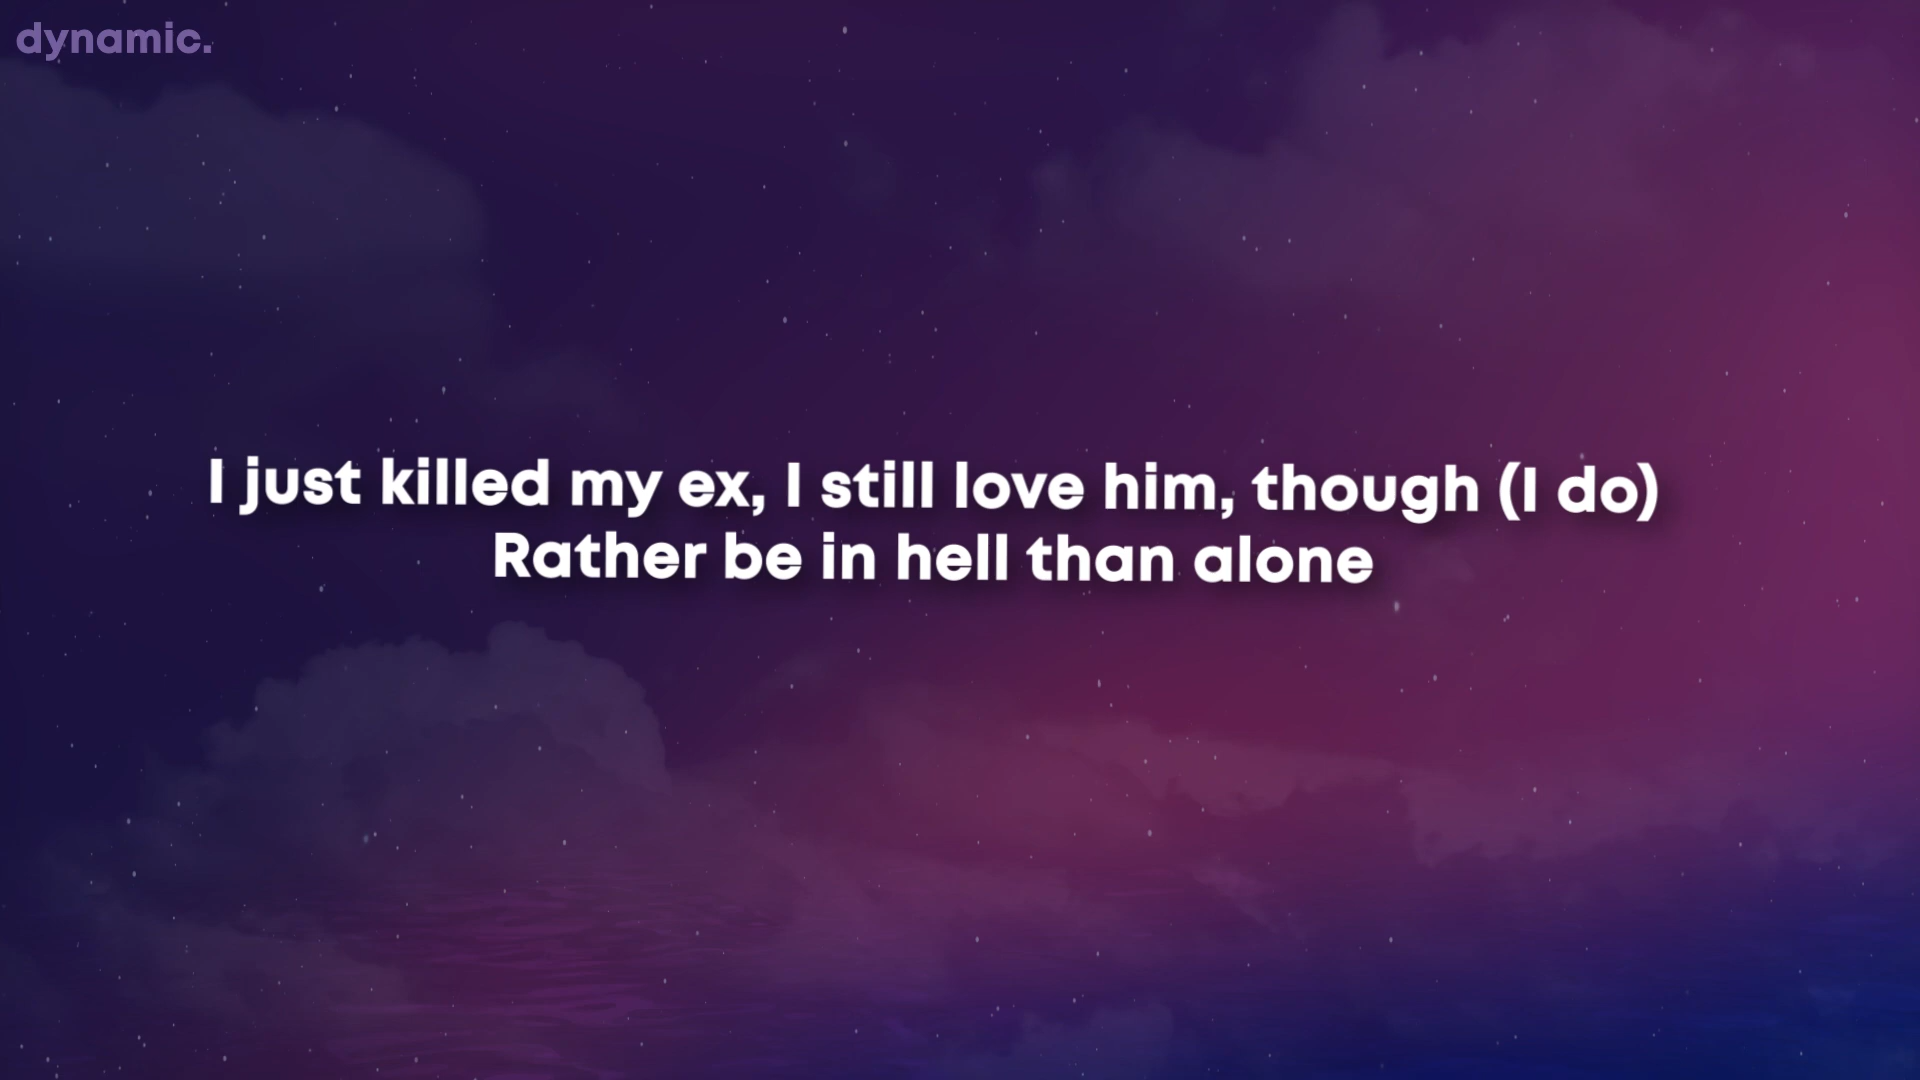 dynamic.
I just killed my ex, I still love him, though (I do)
Rather be in hell than alone